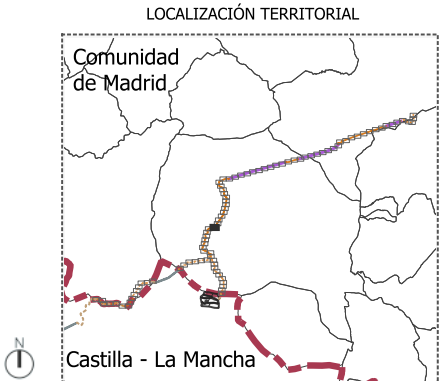 LOCALIZACIÓN TERRITORIAL
Comunidad
de Madrid
Castilla - La Mancha
N